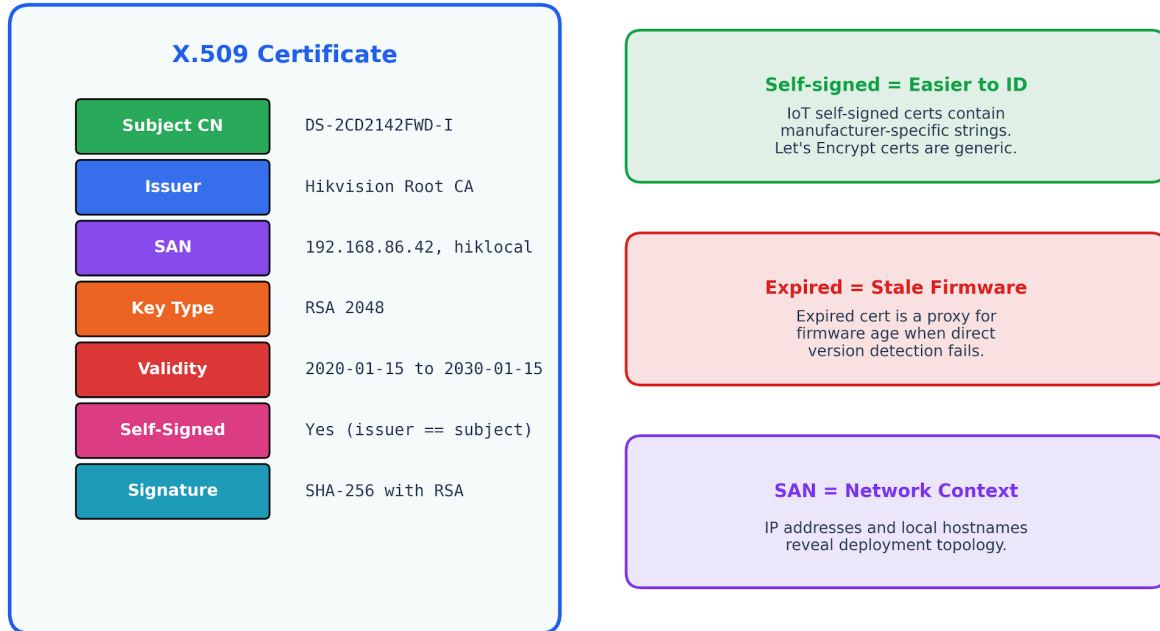 X.509 Certificate
Subject CN DS-2CD2142FWD-I
Issuer Hikvision Root CA
SAN 192.168.86.42, hiklocal
Key Type RSA 2048
Validity 2020-01-15 to 2030-01-15
Self-Signed Yes (issuer == subject)
Signature SHA-256 with RSA
Self-signed = Easier to ID
IoT self-signed certs contain
manufacturer-specific strings.
Let's Encrypt certs are generic.
Expired = Stale Firmware
Expired cert is a proxy for
firmware age when direct
version detection fails.
SAN = Network Context
IP addresses and local hostnames
reveal deployment topology.